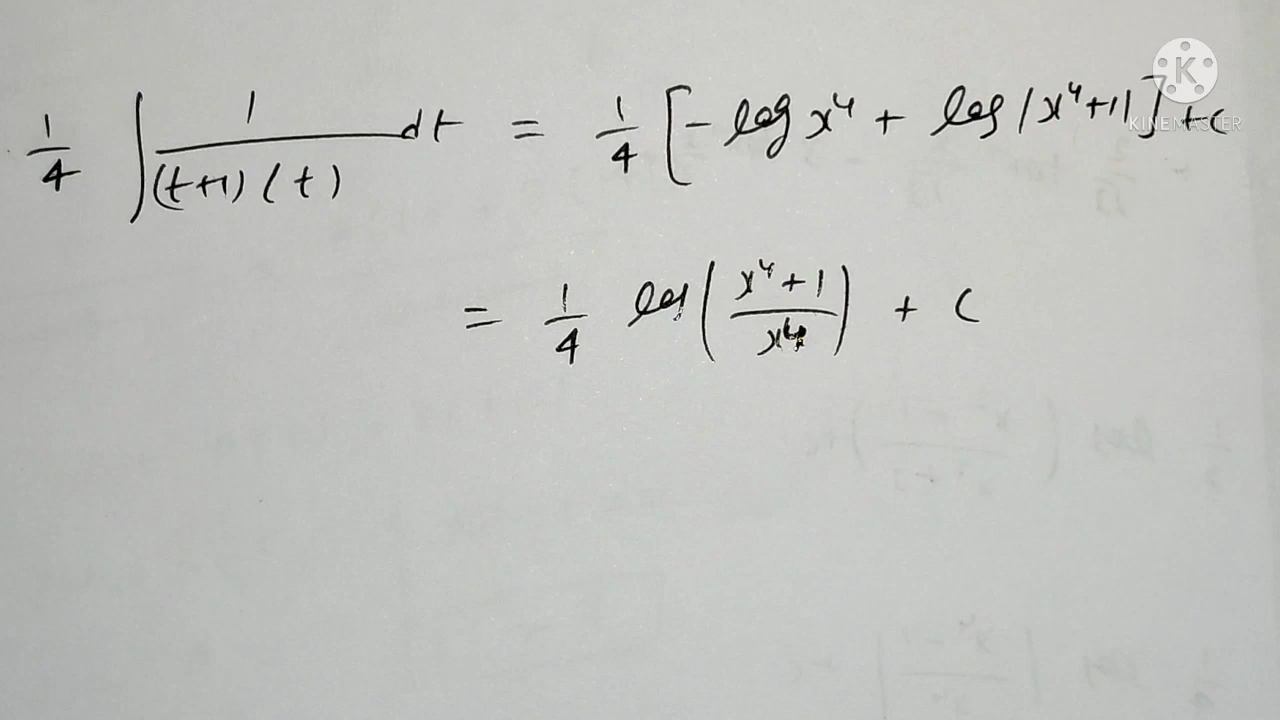 1/4 ∫ 1/((t+1)(t)) dt = 1/4 [-log x⁴ + log |x⁴+1|] + c
= 1/4 log((x⁴+1)/x⁴) + C
K
KINEMASTER